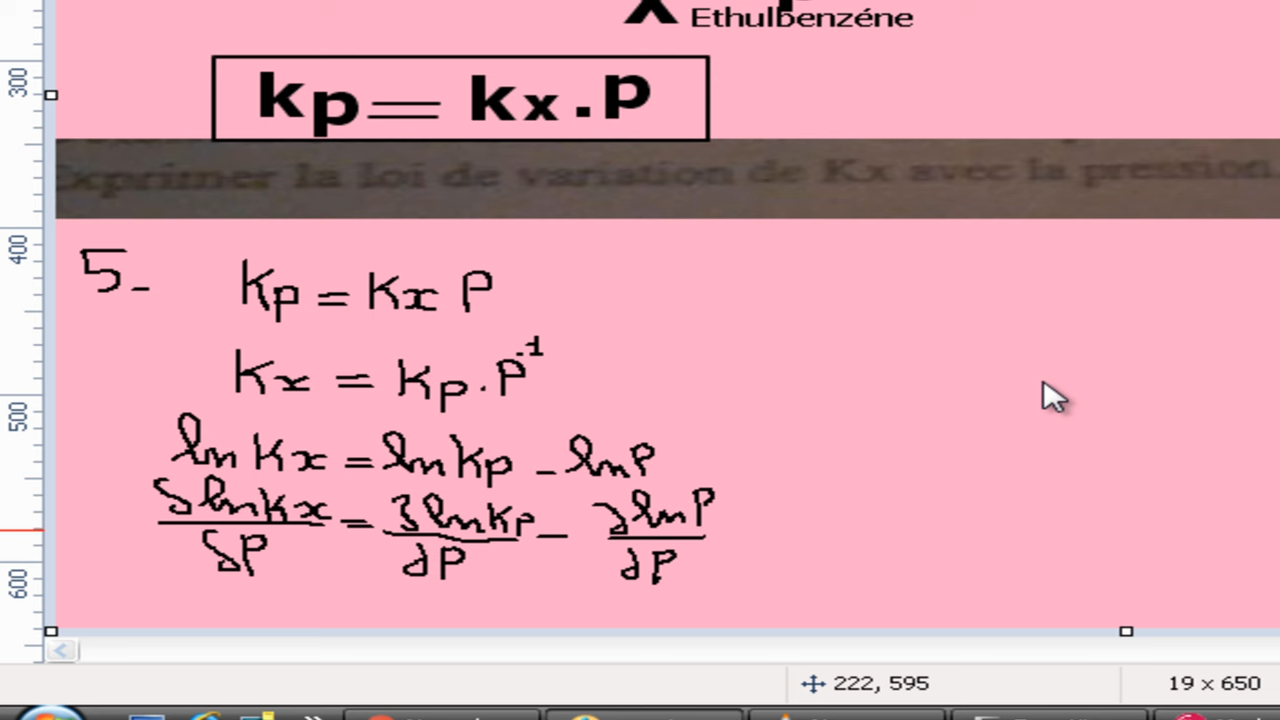 x
Ethulbenzéne
kp = kx . p
300
Exprimer la loi de variation de Kx avec la pression.
400
5 - Kp = Kx P
Kx = Kp . P^-1
500
ln Kx = ln Kp - ln P
∂ ln Kx / ∂P = ∂ ln Kp / ∂P - ∂ ln P / ∂P
600
222, 595
19 x 650